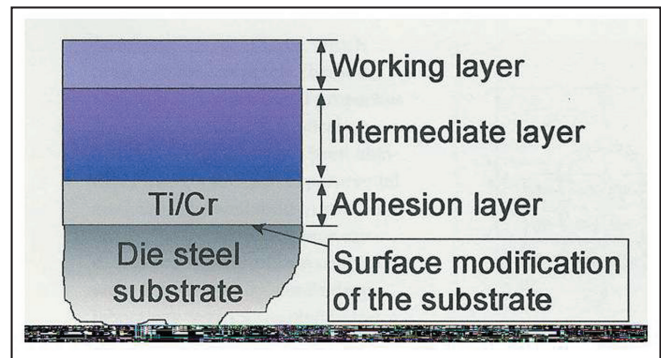 Working layer
Intermediate layer
Ti/Cr
Adhesion layer
Die steel
substrate
Surface modification
of the substrate